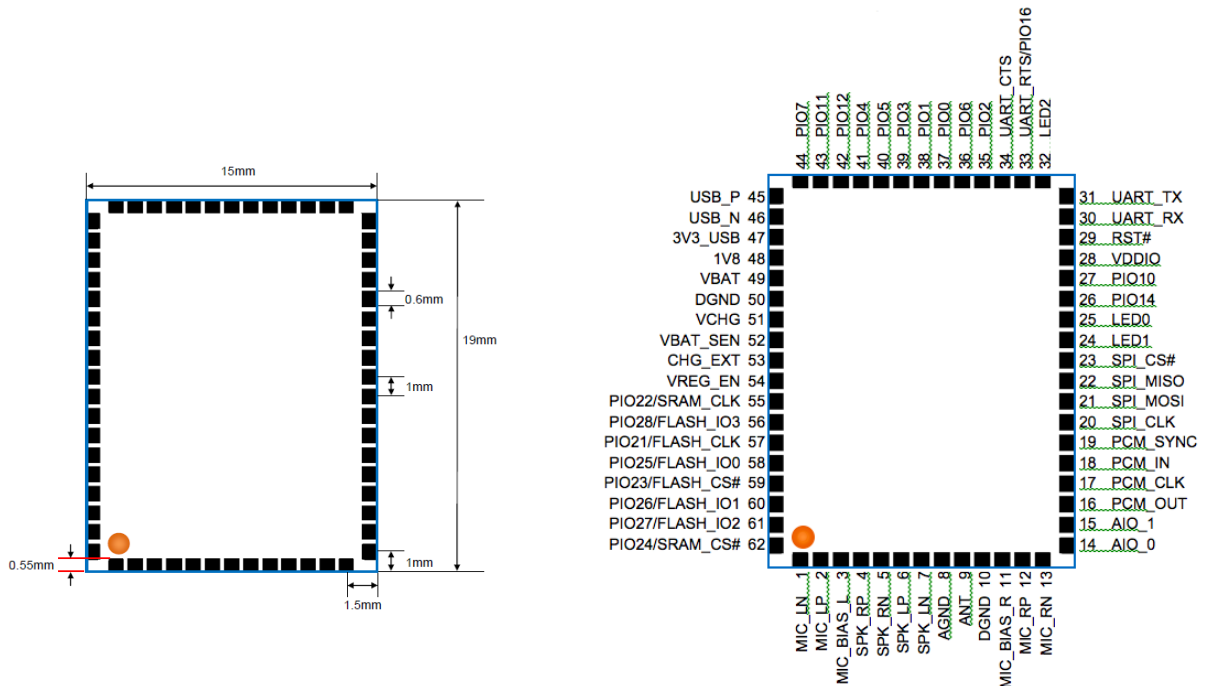 15mm
0.6mm
19mm
1mm
0.55mm
1mm
1.5mm
44 PIO7
43 PIO11
42 PIO12
41 PIO4
40 PIO5
39 PIO3
38 PIO1
37 PIO0
36 PIO6
35 PIO2
34 UART_CTS
33 UART_RTS/PIO16
32 LED2
USB_P 45
USB_N 46
3V3_USB 47
1V8 48
VBAT 49
DGND 50
VCHG 51
VBAT_SEN 52
CHG_EXT 53
VREG_EN 54
PIO22/SRAM_CLK 55
PIO28/FLASH_IO3 56
PIO21/FLASH_CLK 57
PIO25/FLASH_IO0 58
PIO23/FLASH_CS# 59
PIO26/FLASH_IO1 60
PIO27/FLASH_IO2 61
PIO24/SRAM_CS# 62
31 UART_TX
30 UART_RX
29 RST#
28 VDDIO
27 PIO10
26 PIO14
25 LED0
24 LED1
23 SPI_CS#
22 SPI_MISO
21 SPI_MOSI
20 SPI_CLK
19 PCM_SYNC
18 PCM_IN
17 PCM_CLK
16 PCM_OUT
15 AIO_1
14 AIO_0
MIC_LN 1
MIC_LP 2
MIC_BIAS_L 3
SPK_RP 4
SPK_RN 5
SPK_LP 6
SPK_LN 7
AGND 8
ANT 9
DGND 10
MIC_BIAS_R 11
MIC_RP 12
MIC_RN 13